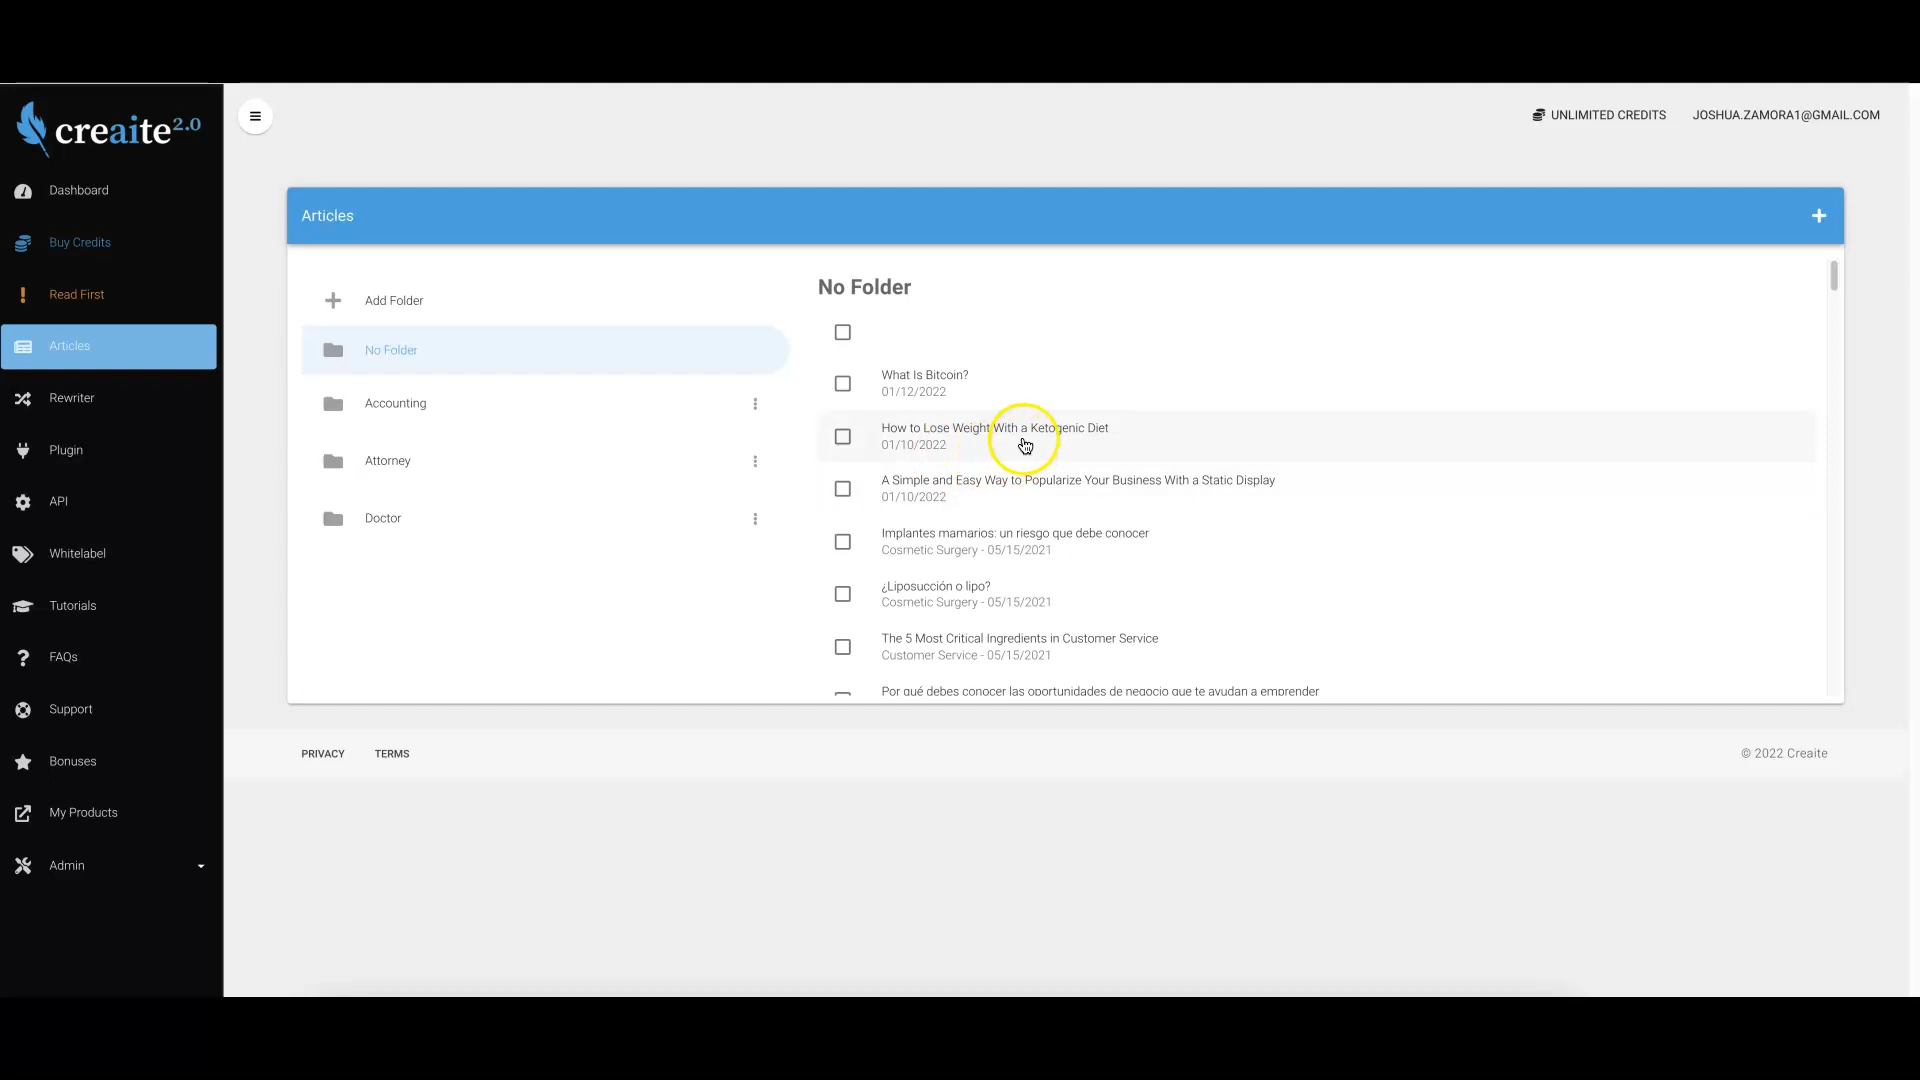 creaite2.0
UNLIMITED CREDITS
JOSHUA.ZAMORA1@GMAIL.COM
Dashboard
Buy Credits
Read First
Articles
Rewriter
Plugin
API
Whitelabel
Tutorials
FAQs
Support
Bonuses
My Products
Admin
Articles
Add Folder
No Folder
Accounting
Attorney
Doctor
No Folder
What Is Bitcoin?
01/12/2022
How to Lose Weight With a Ketogenic Diet
01/10/2022
A Simple and Easy Way to Popularize Your Business With a Static Display
01/10/2022
Implantes mamarios: un riesgo que debe conocer
Cosmetic Surgery - 05/15/2021
¿Liposucción o lipo?
Cosmetic Surgery - 05/15/2021
The 5 Most Critical Ingredients in Customer Service
Customer Service - 05/15/2021
Por qué debes conocer las oportunidades de negocio que te ayudan a emprender
PRIVACY
TERMS
© 2022 Creaite